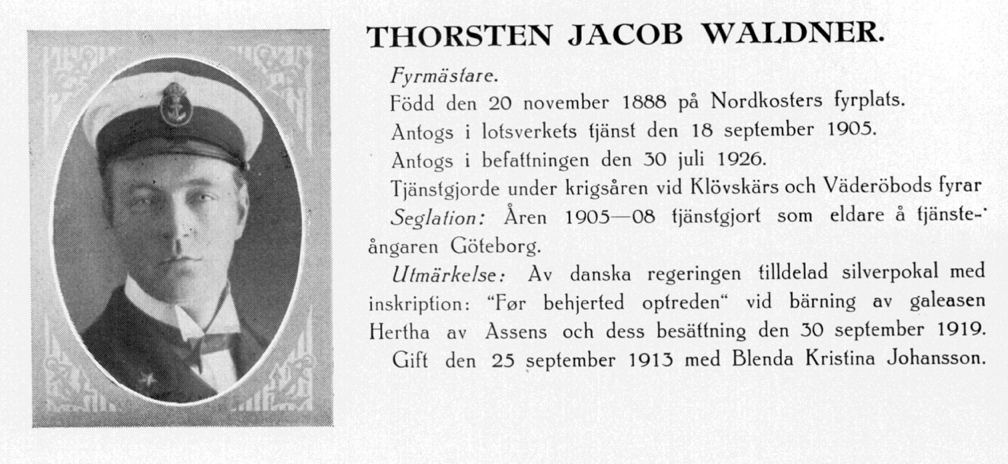 THORSTEN JACOB WALDNER.
Fyrmästare.
Född den 20 november 1888 på Nordkosters fyrplats.
Antogs i lotsverkets tjänst den 18 september 1905.
Antogs i befattningen den 30 juli 1926.
Tjänstgjorde under krigsåren vid Klövskärs och Väderöbods fyrar
Seglation: Åren 1905—08 tjänstgjort som eldare å tjänste-
ångaren Göteborg.
Utmärkelse: Av danska regeringen tilldelad silverpokal med
inskription: "Før behjerted optreden" vid bärning av galeasen
Hertha av Assens och dess besättning den 30 september 1919.
Gift den 25 september 1913 med Blenda Kristina Johansson.